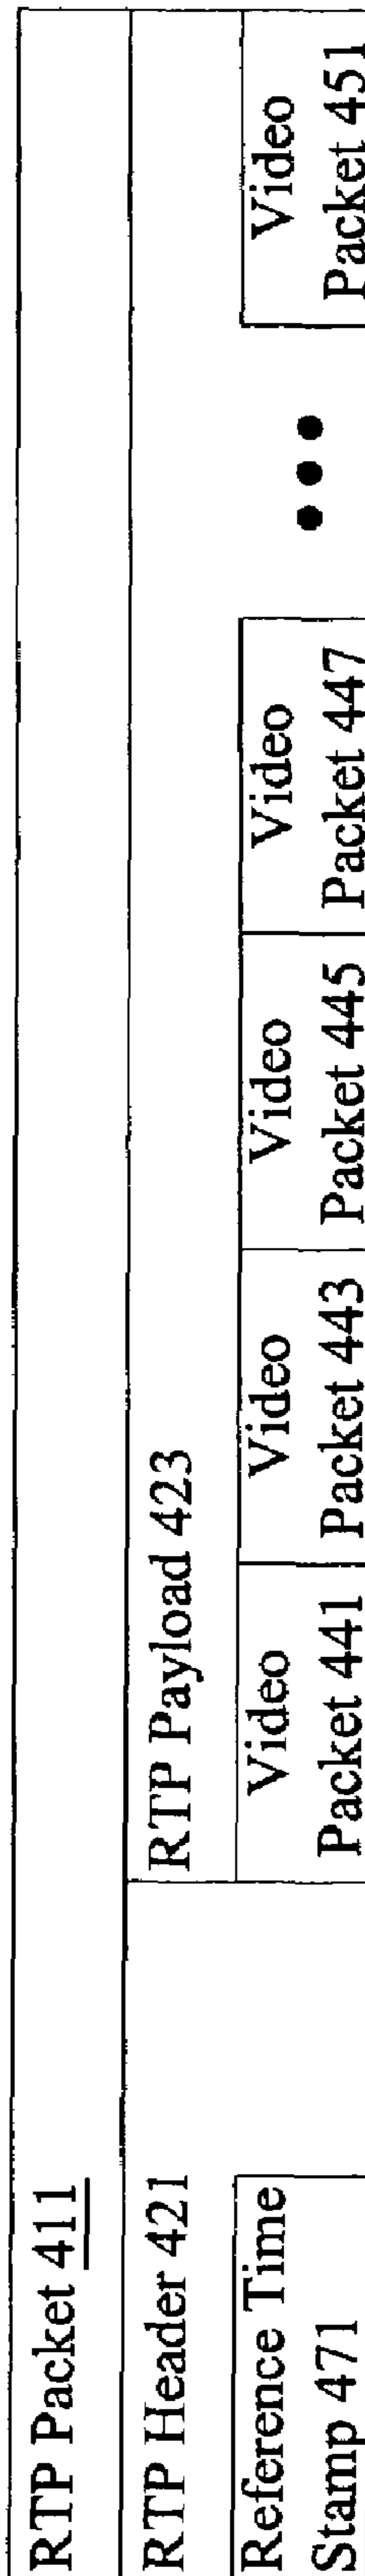 RTP Packet 411
RTP Header 421
RTP Payload 423
Reference Time
Stamp 471
Video
Packet 441
Video
Packet 443
Video
Packet 445
Video
Packet 447
Video
Packet 451